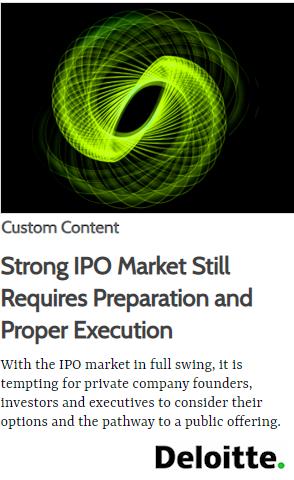 Custom Content
Strong IPO Market Still
Requires Preparation and
Proper Execution
With the IPO market in full swing, it is
tempting for private company founders,
investors and executives to consider their
options and the pathway to a public offering.
Deloitte.